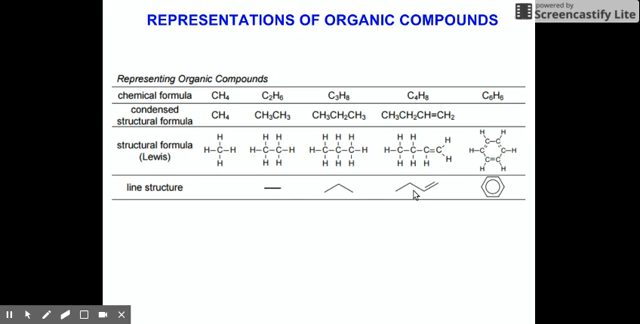 powered by
Screencastify Lite
REPRESENTATIONS OF ORGANIC COMPOUNDS
Representing Organic Compounds
chemical formula CH₄ C₂H₆ C₃H₈ C₄H₈ C₆H₆
condensed structural formula CH₄ CH₃CH₃ CH₃CH₂CH₃ CH₃CH₂CH=CH₂
structural formula (Lewis)
H H H H H H H H H H H
H–C–H H–C–C–H H–C–C–C–H H–C–C–C=C C–C H–C C–H
H H H H H H H H H H C=C
H H
line structure